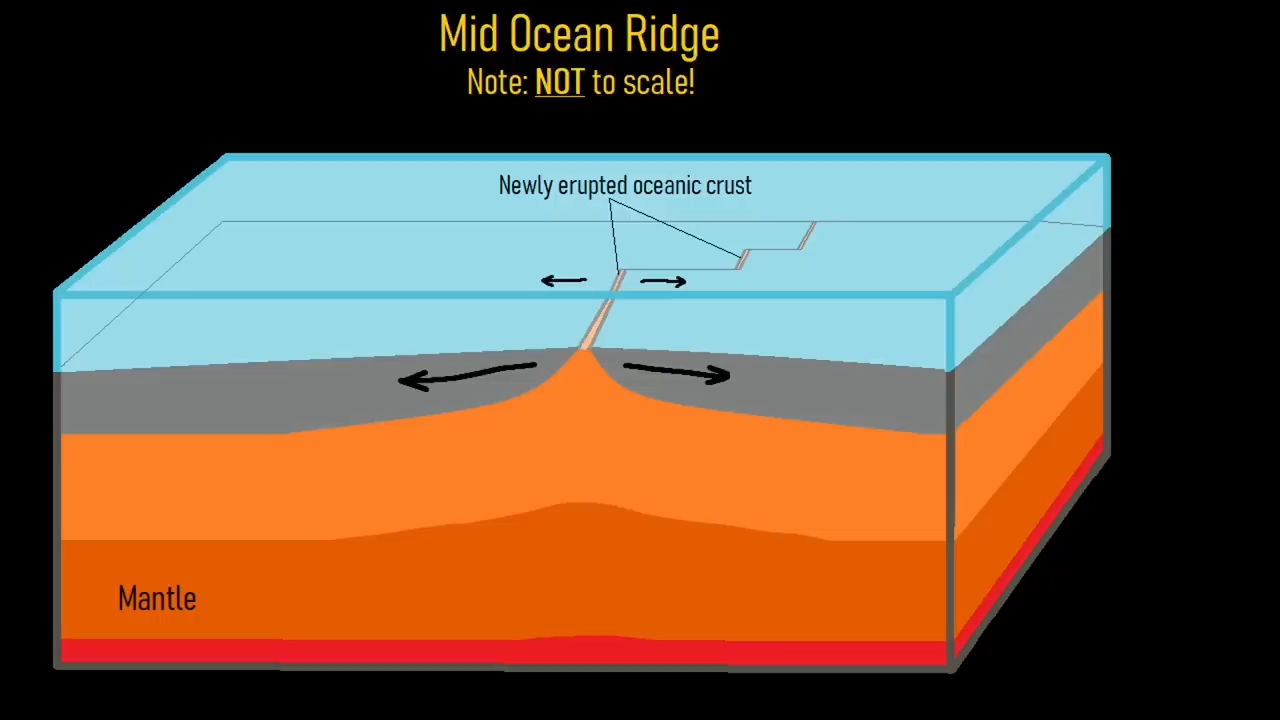 Mid Ocean Ridge
Note: NOT to scale!
Newly erupted oceanic crust
Mantle